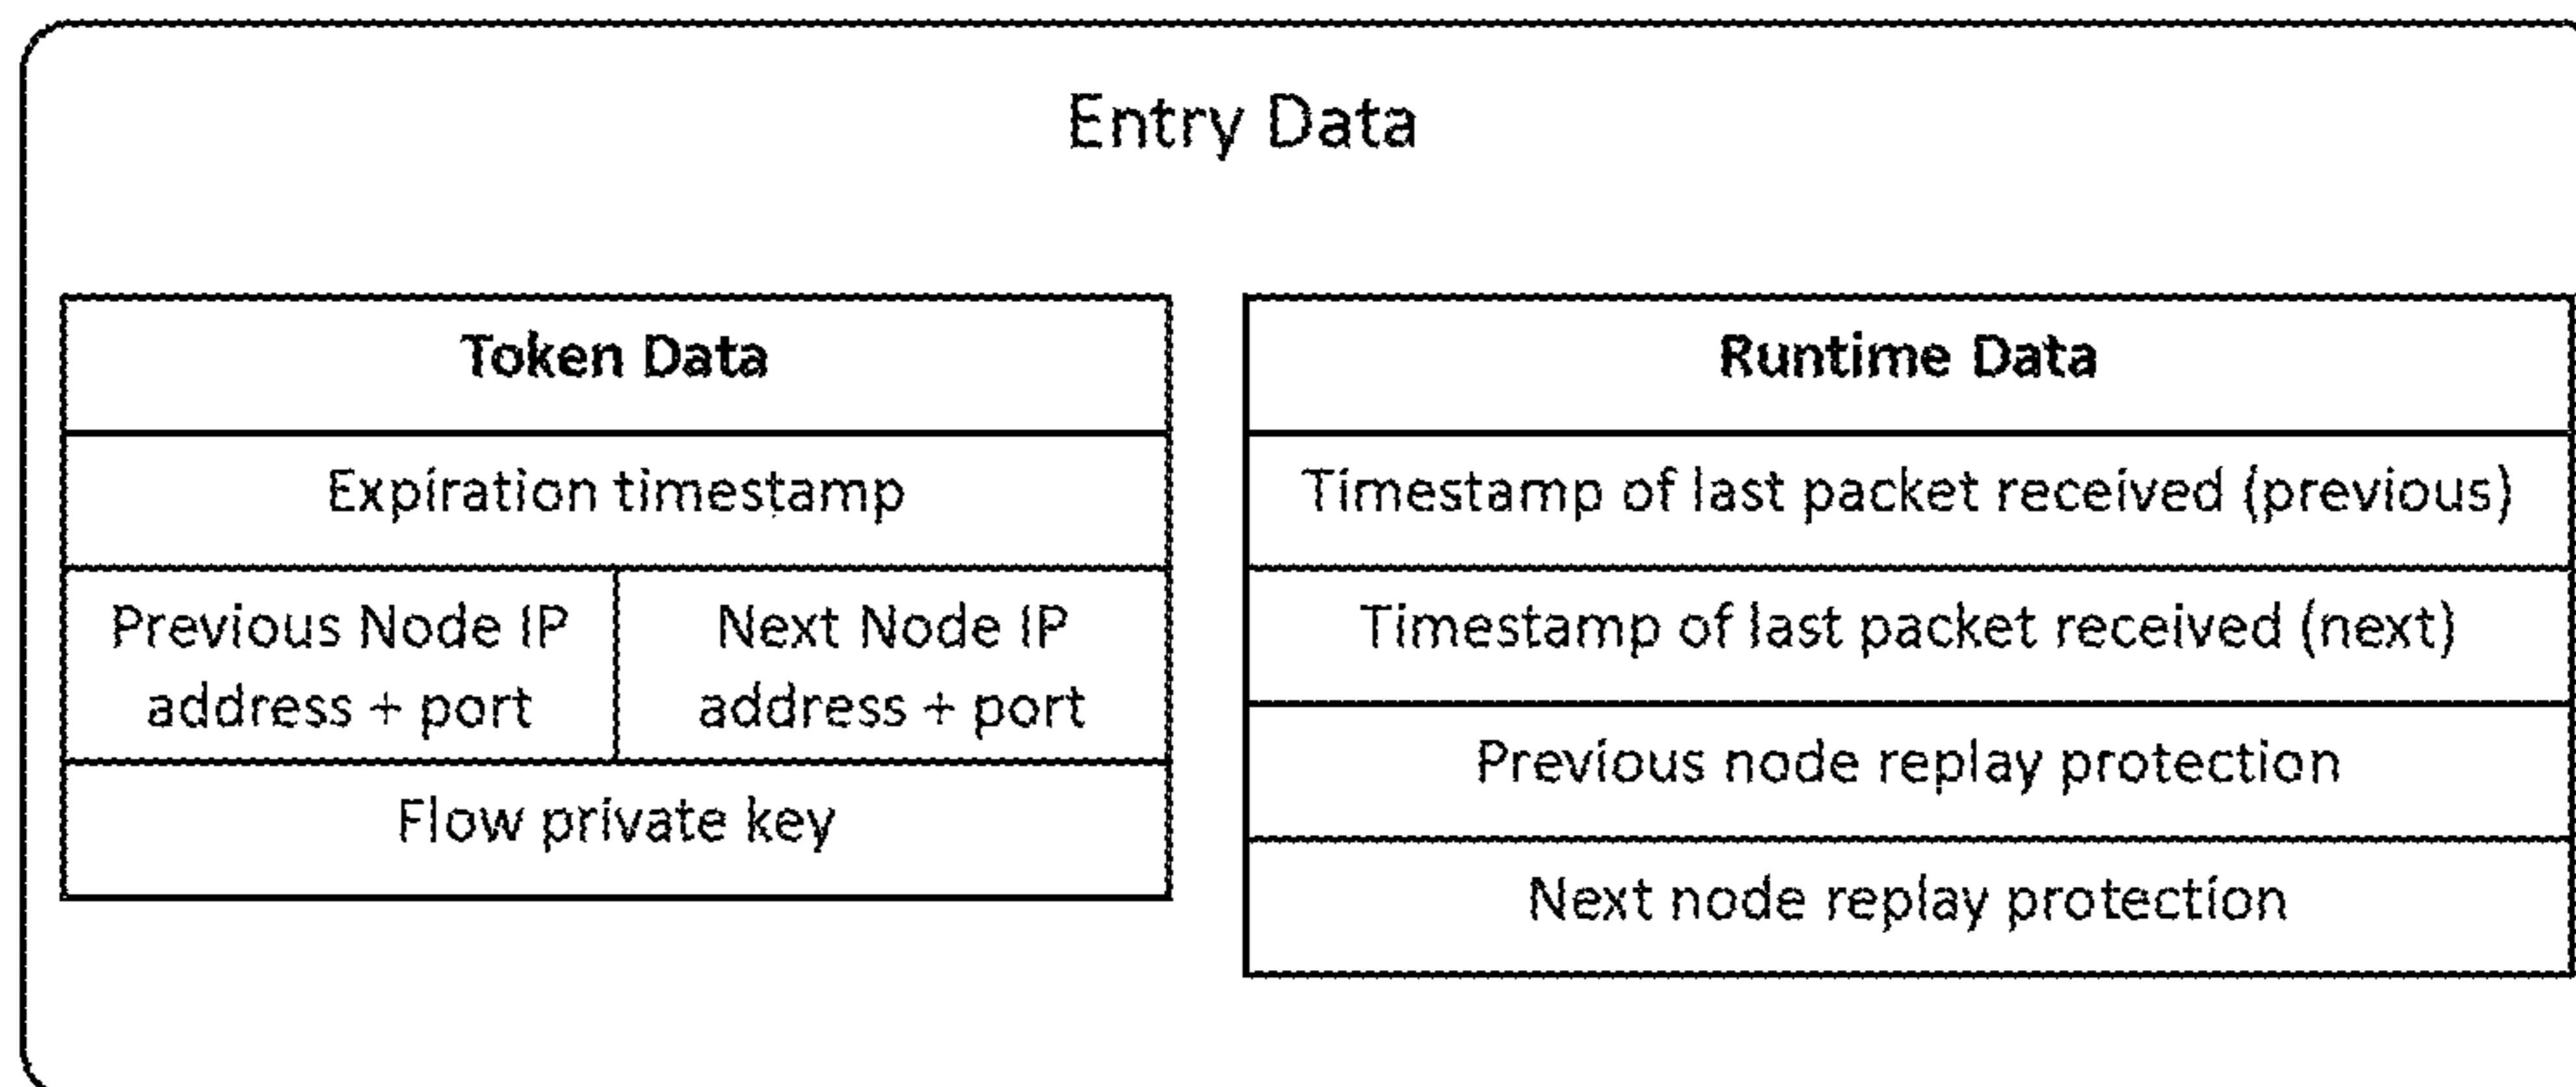 Entry Data
Token Data
Expiration timestamp
Previous Node IP
address + port
Next Node IP
address + port
Flow private key
Runtime Data
Timestamp of last packet received (previous)
Timestamp of last packet received (next)
Previous node replay protection
Next node replay protection